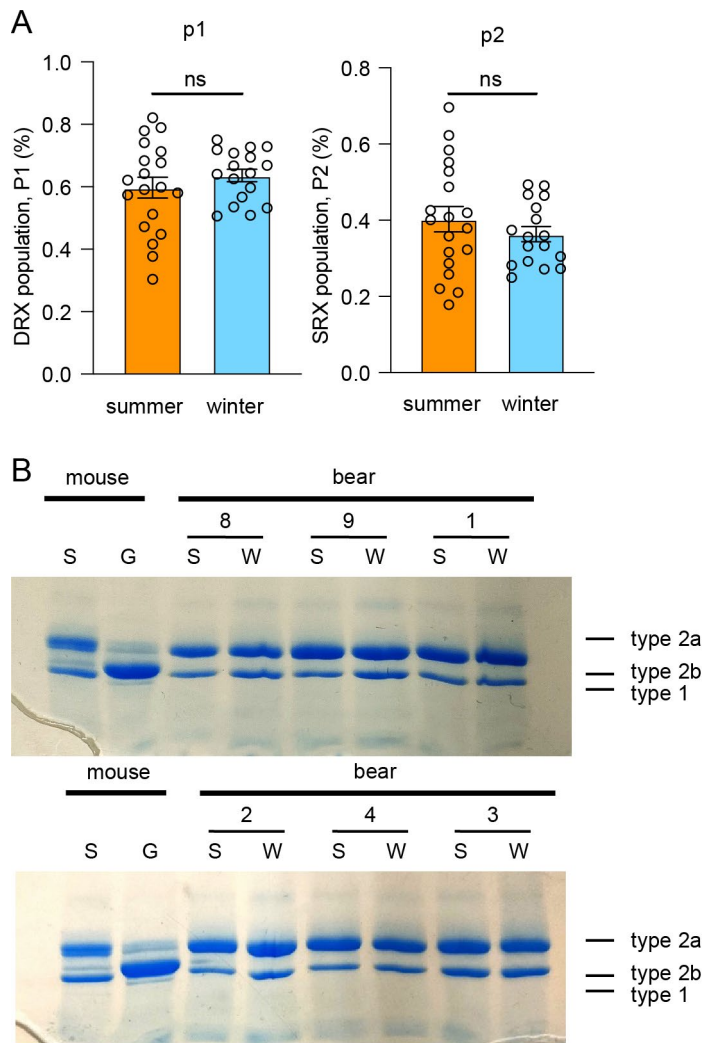 A
p1
p2
ns
ns
DRX population, P1 (%)
1.0
0.8
0.6
0.4
0.2
0.0
summer winter
SRX population, P2 (%)
0.8
0.6
0.4
0.2
0.0
summer winter
B
mouse bear
8 9 1
S G S W S W S W
type 2a
type 2b
type 1
mouse bear
2 4 3
S G S W S W S W
type 2a
type 2b
type 1